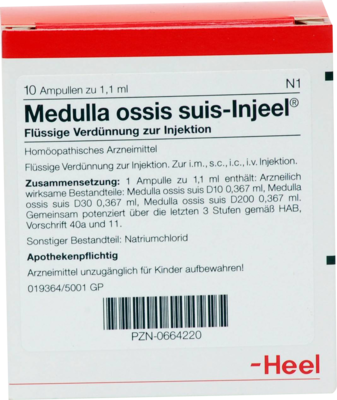 10 Ampullen zu 1,1 ml N1
Medulla ossis suis-Injeel®
Flüssige Verdünnung zur Injektion
Homöopathisches Arzneimittel
Flüssige Verdünnung zur Injektion. Zur i.m., s.c., i.c., i.v. Injektion.
Zusammensetzung: 1 Ampulle zu 1,1 ml enthält: Arzneilich
wirksame Bestandteile: Medulla ossis suis D10 0,367 ml, Medulla
ossis suis D30 0,367 ml, Medulla ossis suis D200 0,367 ml.
Gemeinsam potenziert über die letzten 3 Stufen gemäß HAB,
Vorschrift 40a und 11.
Sonstiger Bestandteil: Natriumchlorid
Apothekenpflichtig
Arzneimittel unzugänglich für Kinder aufbewahren!
019364/5001 GP
PZN-0664220
-Heel